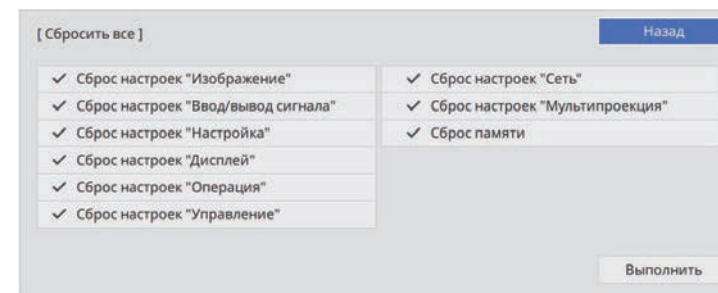 [ Сбросить все ]
Назад
Сброс настроек "Изображение"
Сброс настроек "Ввод/вывод сигнала"
Сброс настроек "Настройка"
Сброс настроек "Дисплей"
Сброс настроек "Операция"
Сброс настроек "Управление"
Сброс настроек "Сеть"
Сброс настроек "Мультипроекция"
Сброс памяти
Выполнить